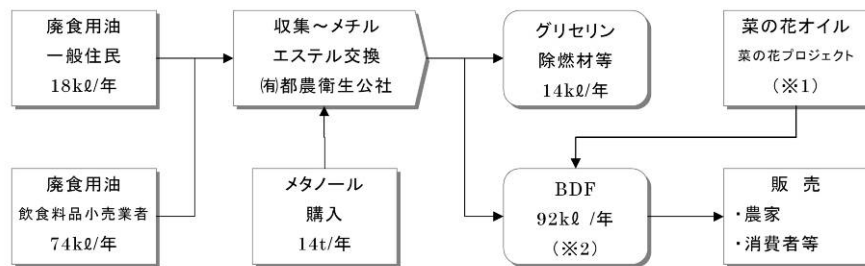 廃食用油
一般住民
18kℓ/年
収集～メチル
エステル交換
㈲都農衛生公社
グリセリン
除燃材等
14kℓ/年
菜の花オイル
菜の花プロジェクト
（※1）
廃食用油
飲食料品小売業者
74kℓ/年
メタノール
購入
14t/年
BDF
92kℓ /年
（※2）
販　売
・農家
・消費者等